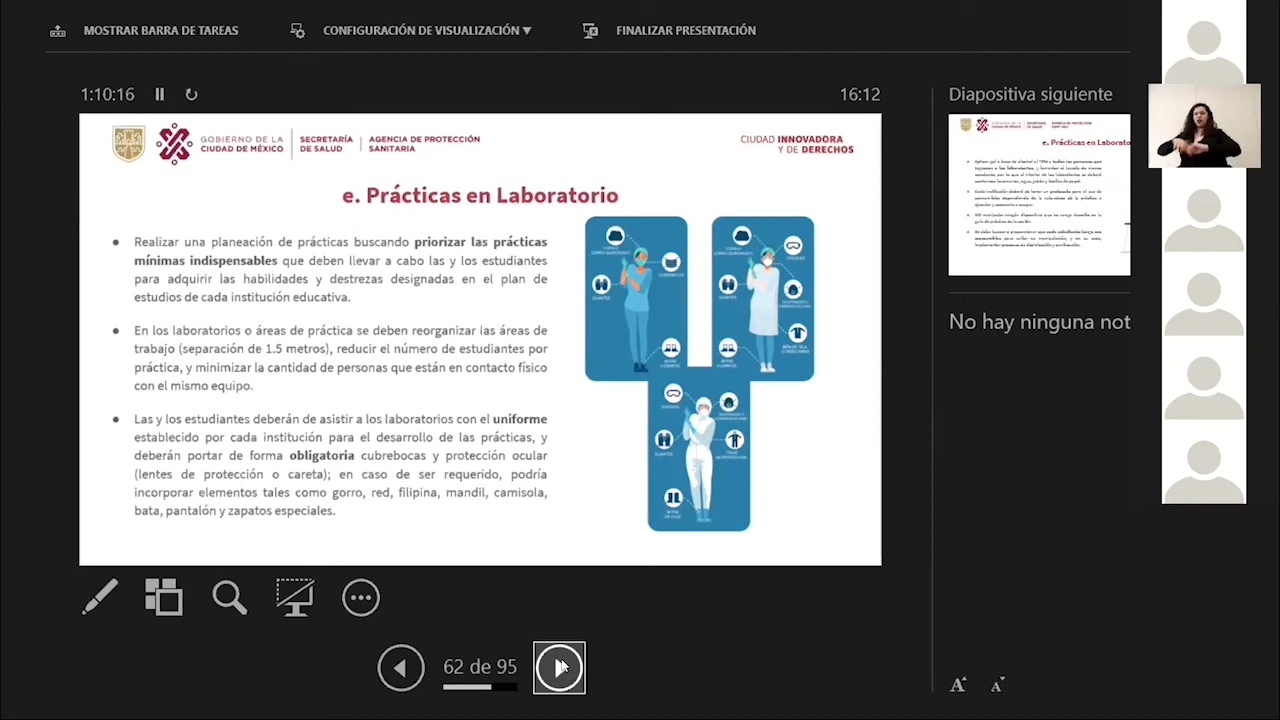 MOSTRAR BARRA DE TAREAS
CONFIGURACIÓN DE VISUALIZACIÓN ▼
FINALIZAR PRESENTACIÓN
1:10:16
16:12
Diapositiva siguiente
GOBIERNO DE LA
CIUDAD DE MÉXICO
SECRETARÍA
DE SALUD
AGENCIA DE PROTECCIÓN
SANITARIA
CIUDAD INNOVADORA
Y DE DERECHOS
e. Prácticas en Laboratorio
● Realizar una planeación de prácticas buscando priorizar las prácticas
mínimas indispensables que deben llevar a cabo las y los estudiantes
para adquirir las habilidades y destrezas designadas en el plan de
estudios de cada institución educativa.
● En los laboratorios o áreas de práctica se deben reorganizar las áreas de
trabajo (separación de 1.5 metros), reducir el número de estudiantes por
práctica, y minimizar la cantidad de personas que están en contacto físico
con el mismo equipo.
● Las y los estudiantes deberán de asistir a los laboratorios con el uniforme
establecido por cada institución para el desarrollo de las prácticas, y
deberán portar de forma obligatoria cubrebocas y protección ocular
(lentes de protección o careta); en caso de ser requerido, podría
incorporar elementos tales como gorro, red, filipina, mandil, camisola,
bata, pantalón y zapatos especiales.
GUANTES
GUANTES
GUANTES
e. Prácticas en Laborato
No hay ninguna not
62 de 95
A A